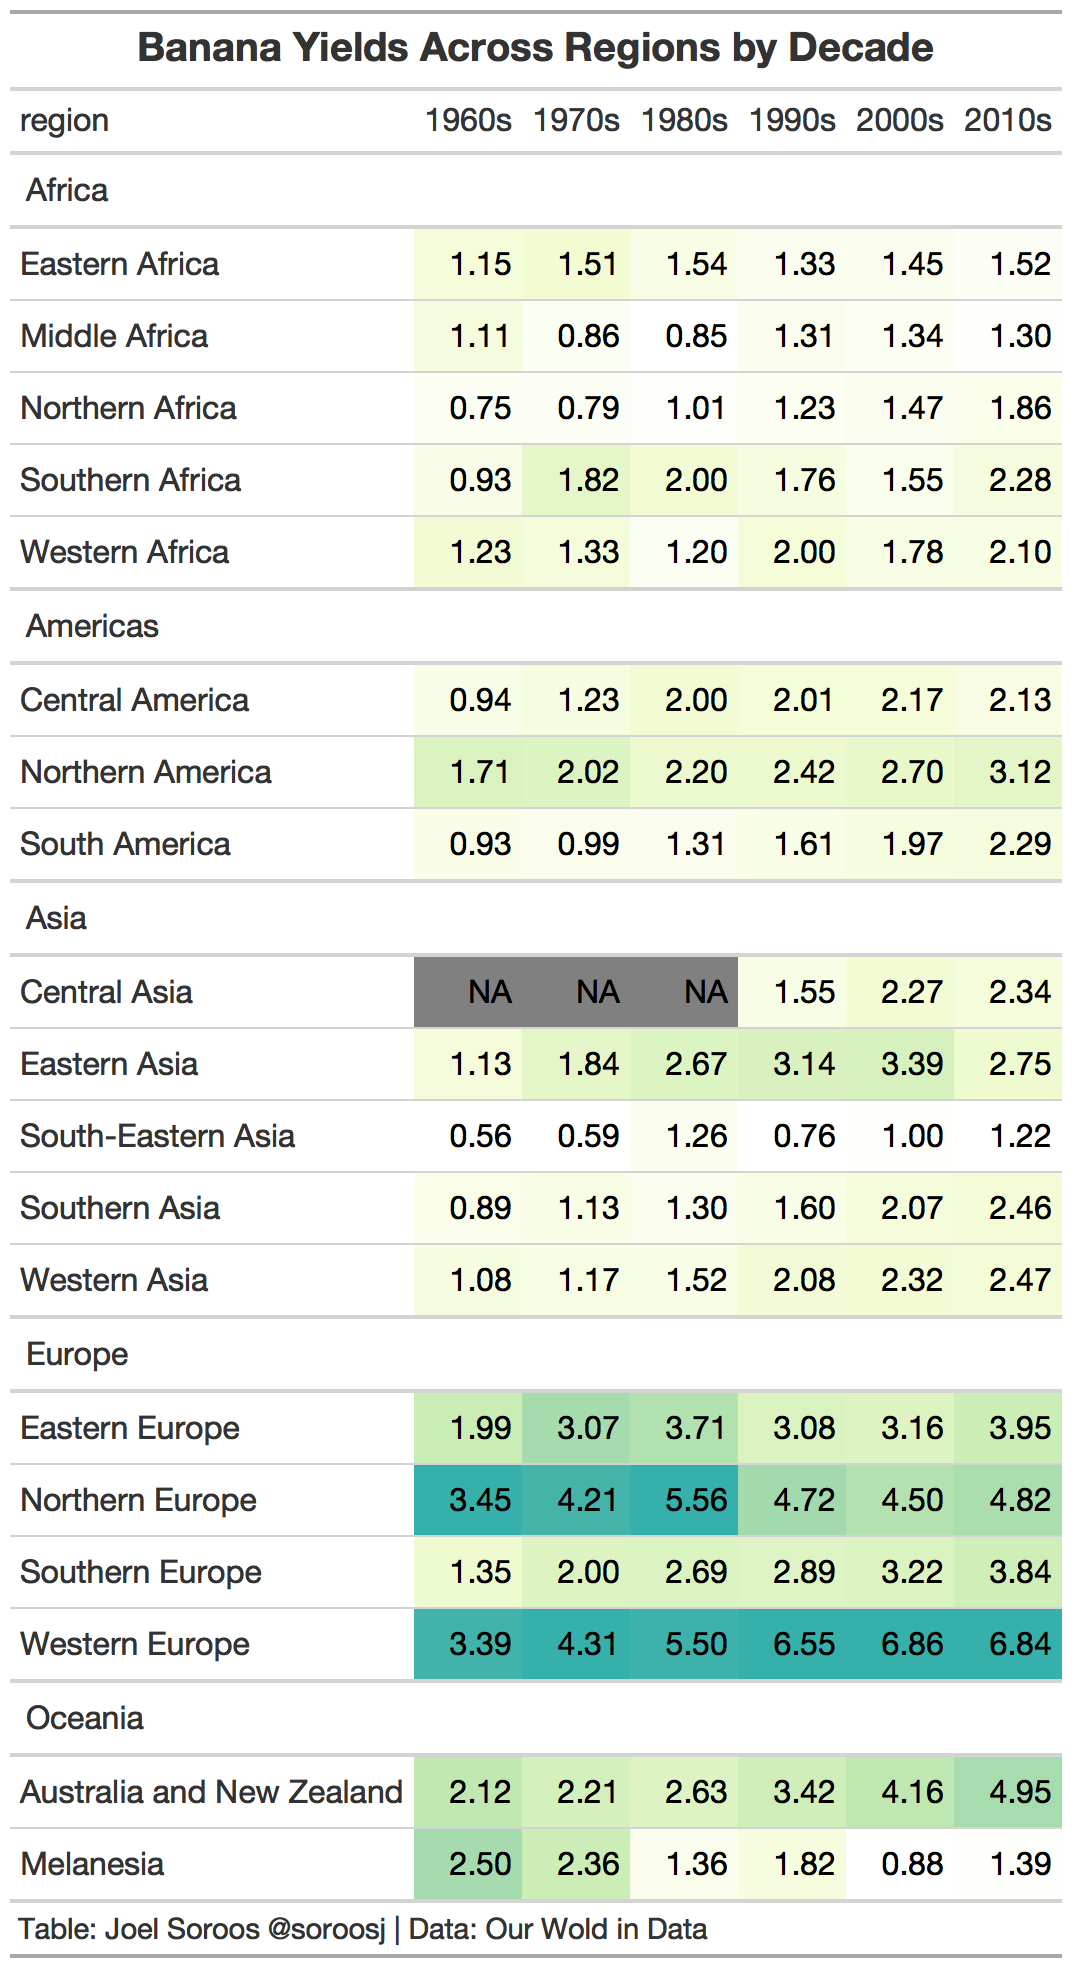 Banana Yields Across Regions by Decade
region 1960s 1970s 1980s 1990s 2000s 2010s
Africa
Eastern Africa 1.15 1.51 1.54 1.33 1.45 1.52
Middle Africa 1.11 0.86 0.85 1.31 1.34 1.30
Northern Africa 0.75 0.79 1.01 1.23 1.47 1.86
Southern Africa 0.93 1.82 2.00 1.76 1.55 2.28
Western Africa 1.23 1.33 1.20 2.00 1.78 2.10
Americas
Central America 0.94 1.23 2.00 2.01 2.17 2.13
Northern America 1.71 2.02 2.20 2.42 2.70 3.12
South America 0.93 0.99 1.31 1.61 1.97 2.29
Asia
Central Asia NA NA NA 1.55 2.27 2.34
Eastern Asia 1.13 1.84 2.67 3.14 3.39 2.75
South-Eastern Asia 0.56 0.59 1.26 0.76 1.00 1.22
Southern Asia 0.89 1.13 1.30 1.60 2.07 2.46
Western Asia 1.08 1.17 1.52 2.08 2.32 2.47
Europe
Eastern Europe 1.99 3.07 3.71 3.08 3.16 3.95
Northern Europe 3.45 4.21 5.56 4.72 4.50 4.82
Southern Europe 1.35 2.00 2.69 2.89 3.22 3.84
Western Europe 3.39 4.31 5.50 6.55 6.86 6.84
Oceania
Australia and New Zealand 2.12 2.21 2.63 3.42 4.16 4.95
Melanesia 2.50 2.36 1.36 1.82 0.88 1.39
Table: Joel Soroos @soroosj | Data: Our Wold in Data